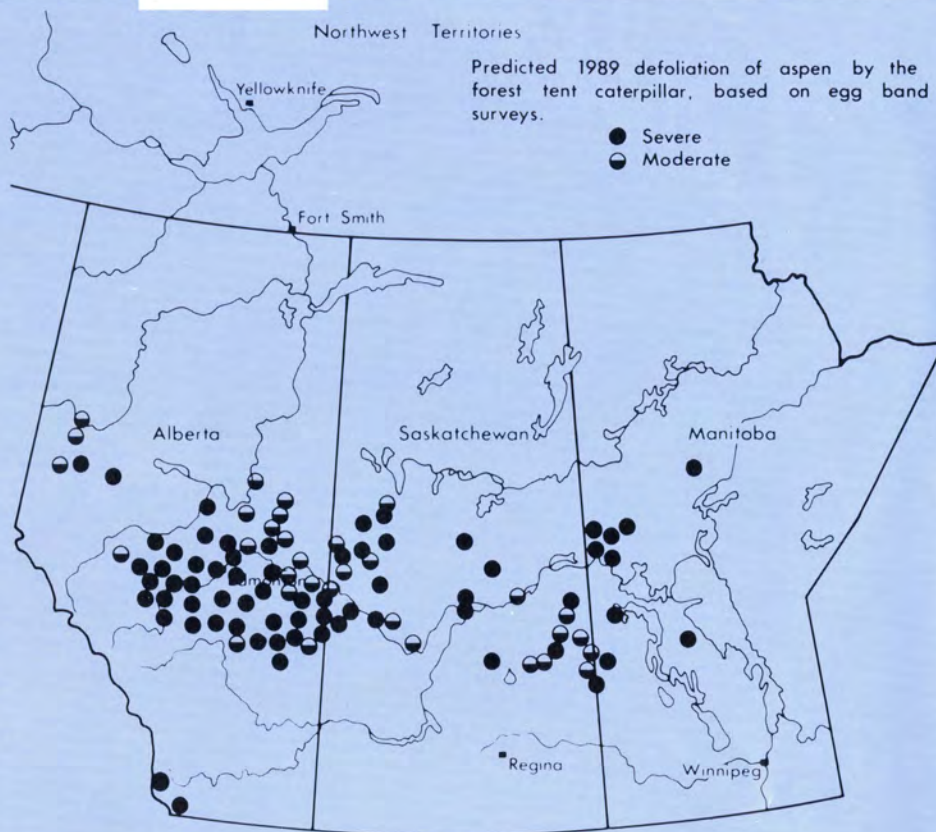 Northwest Territories
Predicted 1989 defoliation of aspen by the
forest tent caterpillar, based on egg band
surveys.
Severe
Moderate
Yellowknife
Fort Smith
Alberta
Saskatchewan
Manitoba
Regina
Winnipeg